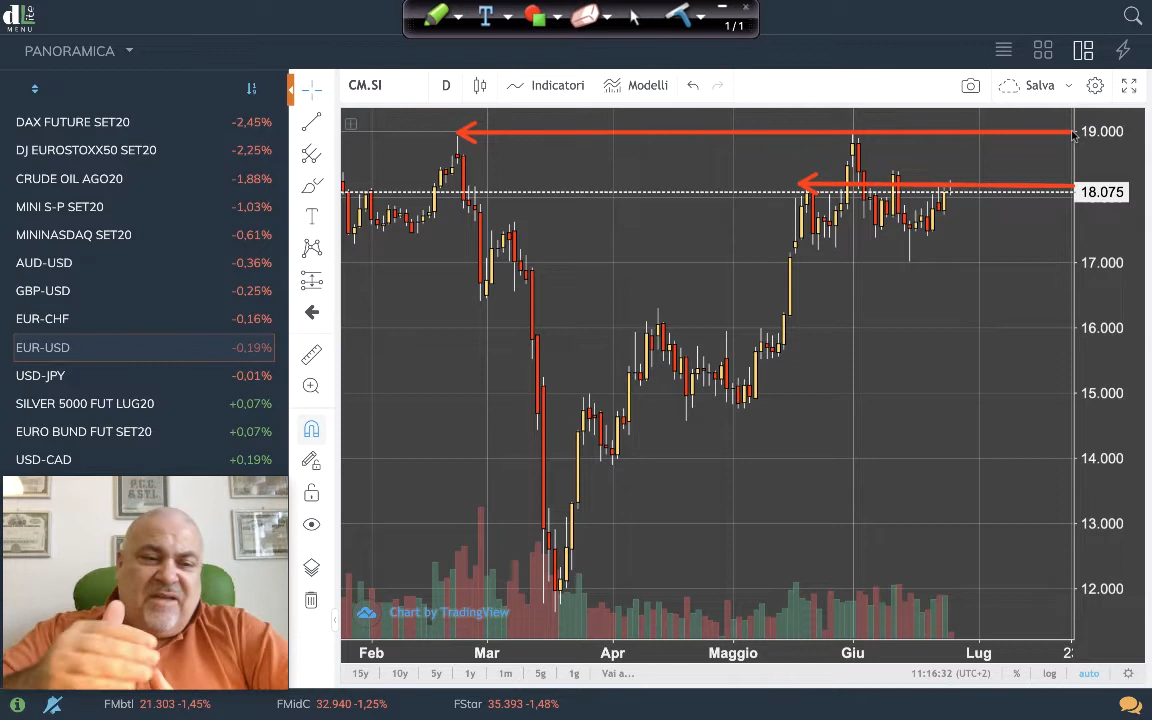 dLite
MENU
1/1
PANORAMICA
DAX FUTURE SET20 -2,45%
DJ EUROSTOXX50 SET20 -2,25%
CRUDE OIL AGO20 -1,88%
MINI S-P SET20 -1,03%
MININASDAQ SET20 -0,61%
AUD-USD -0,36%
GBP-USD -0,25%
EUR-CHF -0,16%
EUR-USD -0,19%
USD-JPY -0,01%
SILVER 5000 FUT LUG20 +0,07%
EURO BUND FUT SET20 +0,07%
USD-CAD +0,19%
P.C.C.
& S.T.L.
CM.SI D Indicatori Modelli Salva
19.000
18.075
17.000
16.000
15.000
14.000
13.000
12.000
Chart by TradingView
Feb Mar Apr Maggio Giu Lug
15y 10y 5y 1y 1m 5g 1g Vai a... 11:16:32 (UTC+2) % log auto
FMbtl 21.303 -1,45% FMidC 32.940 -1,25% FStar 35.393 -1,48%